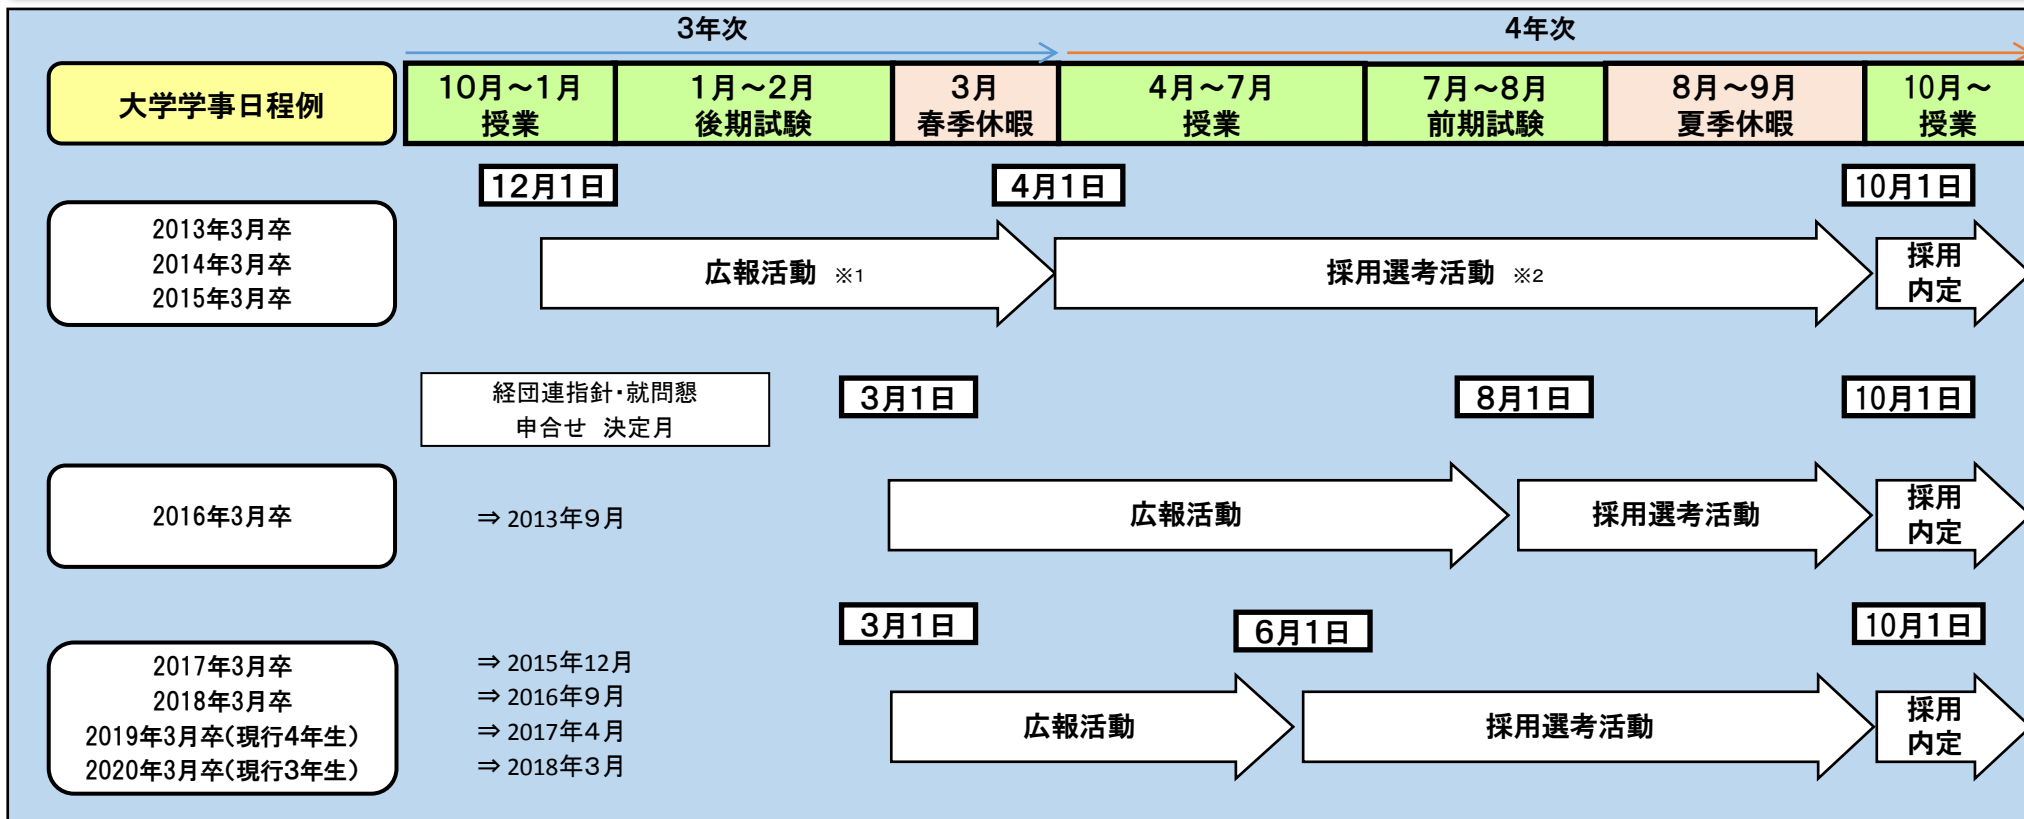 3年次
4年次
大学学事日程例
10月～1月
授業
1月～2月
後期試験
3月
春季休暇
4月～7月
授業
7月～8月
前期試験
8月～9月
夏季休暇
10月～
授業
12月1日
4月1日
10月1日
2013年3月卒
2014年3月卒
2015年3月卒
広報活動 ※1
採用選考活動 ※2
採用
内定
経団連指針・就問懇
申合せ 決定月
3月1日
8月1日
10月1日
2016年3月卒
⇒ 2013年９月
広報活動
採用選考活動
採用
内定
3月1日
6月1日
10月1日
2017年3月卒
2018年3月卒
2019年3月卒(現行4年生)
2020年3月卒(現行3年生)
⇒ 2015年12月
⇒ 2016年９月
⇒ 2017年４月
⇒ 2018年３月
広報活動
採用選考活動
採用
内定